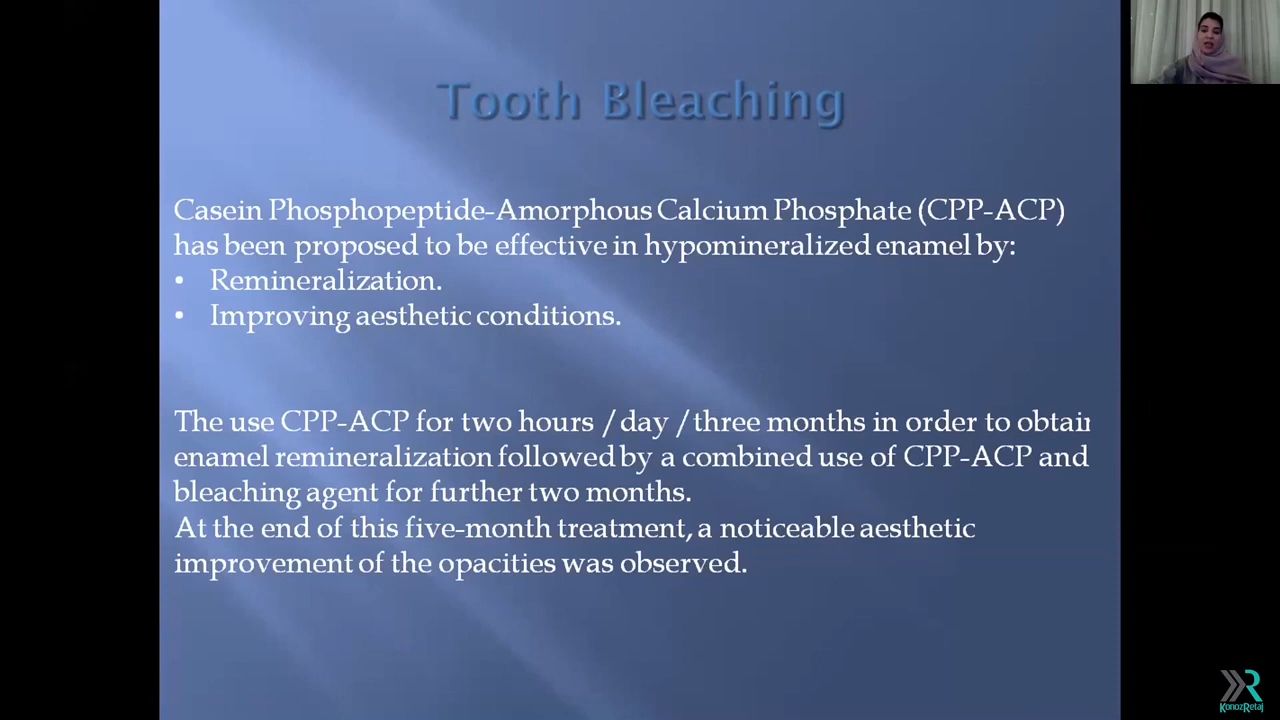 Tooth Bleaching
Casein Phosphopeptide-Amorphous Calcium Phosphate (CPP-ACP)
has been proposed to be effective in hypomineralized enamel by:
• Remineralization.
• Improving aesthetic conditions.
The use CPP-ACP for two hours /day /three months in order to obtain
enamel remineralization followed by a combined use of CPP-ACP and
bleaching agent for further two months.
At the end of this five-month treatment, a noticeable aesthetic
improvement of the opacities was observed.
KonozRetaj